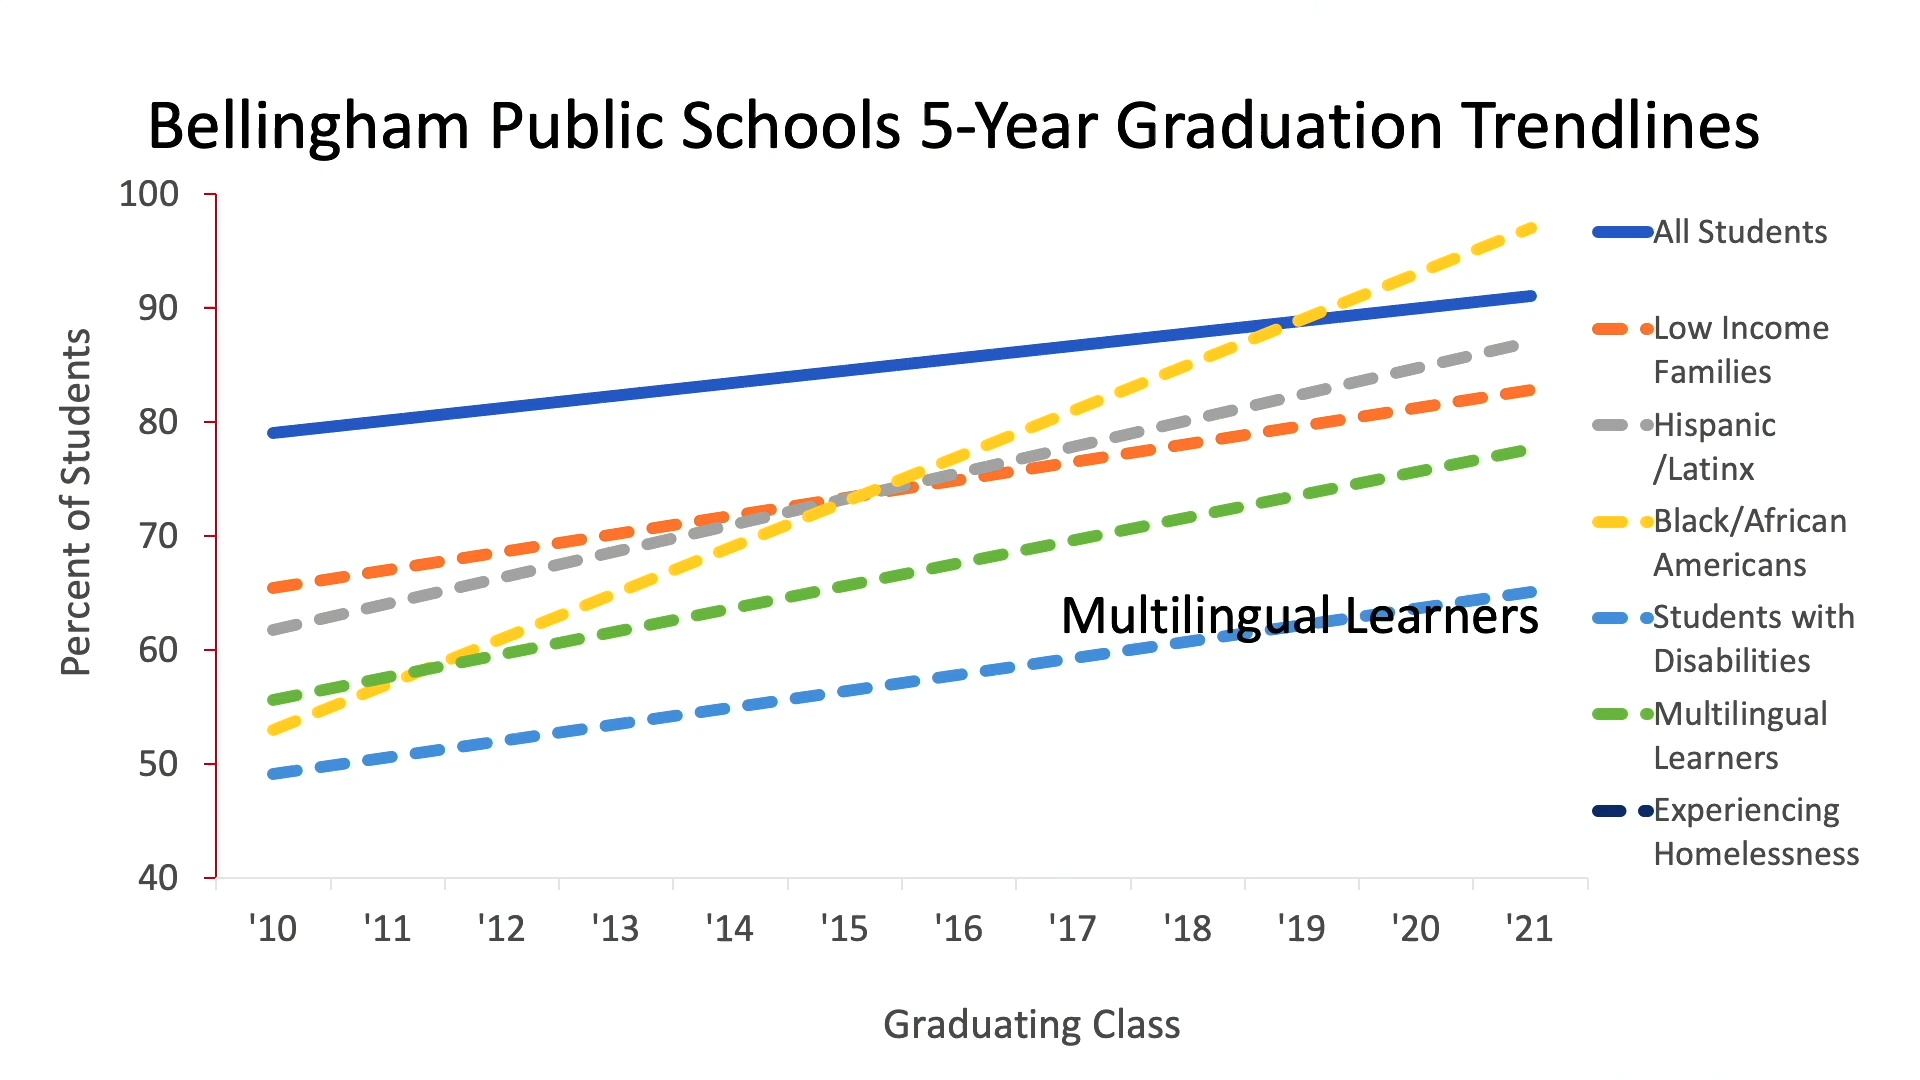 Bellingham Public Schools 5-Year Graduation Trendlines
100
90
80
70
60
50
40
Percent of Students
'10 '11 '12 '13 '14 '15 '16 '17 '18 '19 '20 '21
Graduating Class
Multilingual Learners
All Students
Low Income
Families
Hispanic
/Latinx
Black/African
Americans
Students with
Disabilities
Multilingual
Learners
Experiencing
Homelessness